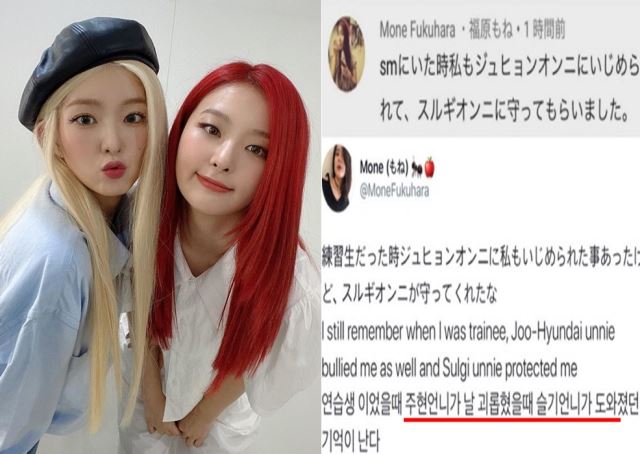 Mone Fukuhara ・福原もね・1時間前
smにいた時私もジュヒョンオンニにいじめら
れて、スルギオンニに守ってもらいました。
Mone (もね) 🐜🍎
@MoneFukuhara
練習生だった時ジュヒョンオンニに私もいじめられた事あったけ
ど、スルギオンニが守ってくれたな
I still remember when I was trainee, Joo-Hyundai unnie
bullied me as well and Sulgi unnie protected me
연습생 이었을때 주현언니가 날 괴롭혔을때 슬기언니가 도와졌던
기억이 난다